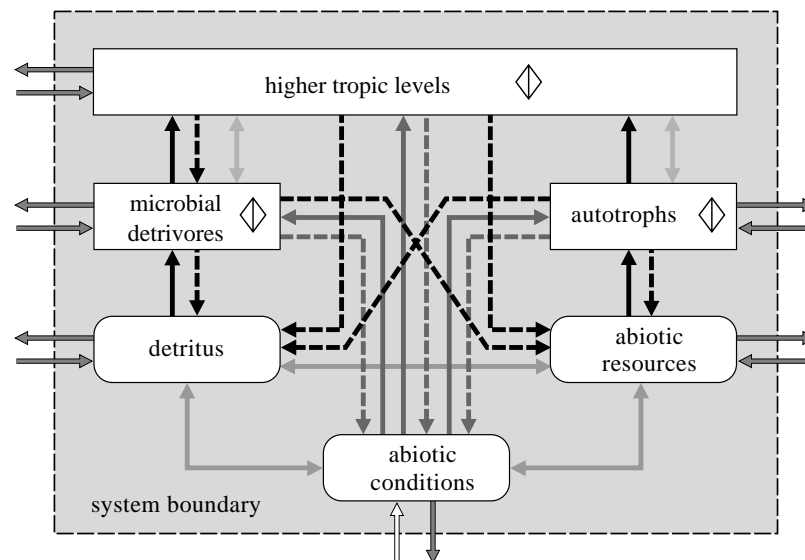 higher tropic levels
microbial
detrivores
autotrophs
detritus
abiotic
resources
abiotic
conditions
system boundary